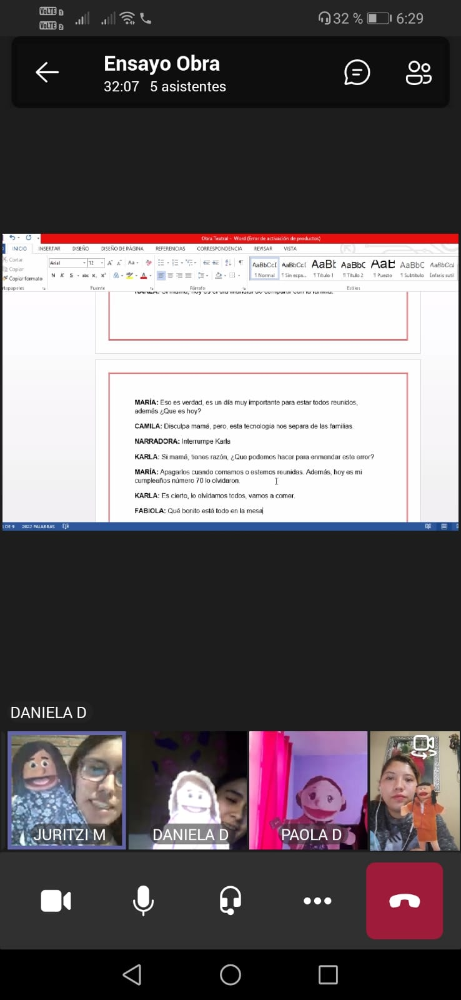 VoLTE 1
VoLTE 2
32 %
6:29
Ensayo Obra
32:07 5 asistentes
Obra Teatral - Word (Error de activación de productos)
INICIO INSERTAR DISEÑO DISEÑO DE PÁGINA REFERENCIAS CORRESPONDENCIA REVISAR VISTA
Cortar
Copiar
Copiar formato
Arial 12
Aa
N K S abc x₂ x²
AaBbCcI AaBbCcI AaBl AaBbC AaB AaBbC AaBbCcI
¶ Normal ¶ Sin espa... ¶ Título 1 ¶ Título 2 ¶ Puesto ¶ Subtítulo Énfasis sutil
Fuente Párrafo Estilos
KARLA: Si mamá, hoy es el día mundial de compartir con la familia.
MARÍA: Eso es verdad, es un día muy importante para estar todos reunidos,
además ¿Que es hoy?
CAMILA: Disculpa mamá, pero, esta tecnología nos separa de las familias.
NARRADORA: Interrumpe Karla
KARLA: Si mamá, tienes razón, ¿Que podemos hacer para enmendar este error?
MARÍA: Apagarlos cuando comamos o estemos reunidas. Además, hoy es mi
cumpleaños número 70 lo olvidaron.
KARLA: Es cierto, lo olvidamos todos, vamos a comer.
FABIOLA: Qué bonito está todo en la mesa
DE 9 2022 PALABRAS
DANIELA D
JURITZI M
DANIELA D
PAOLA D